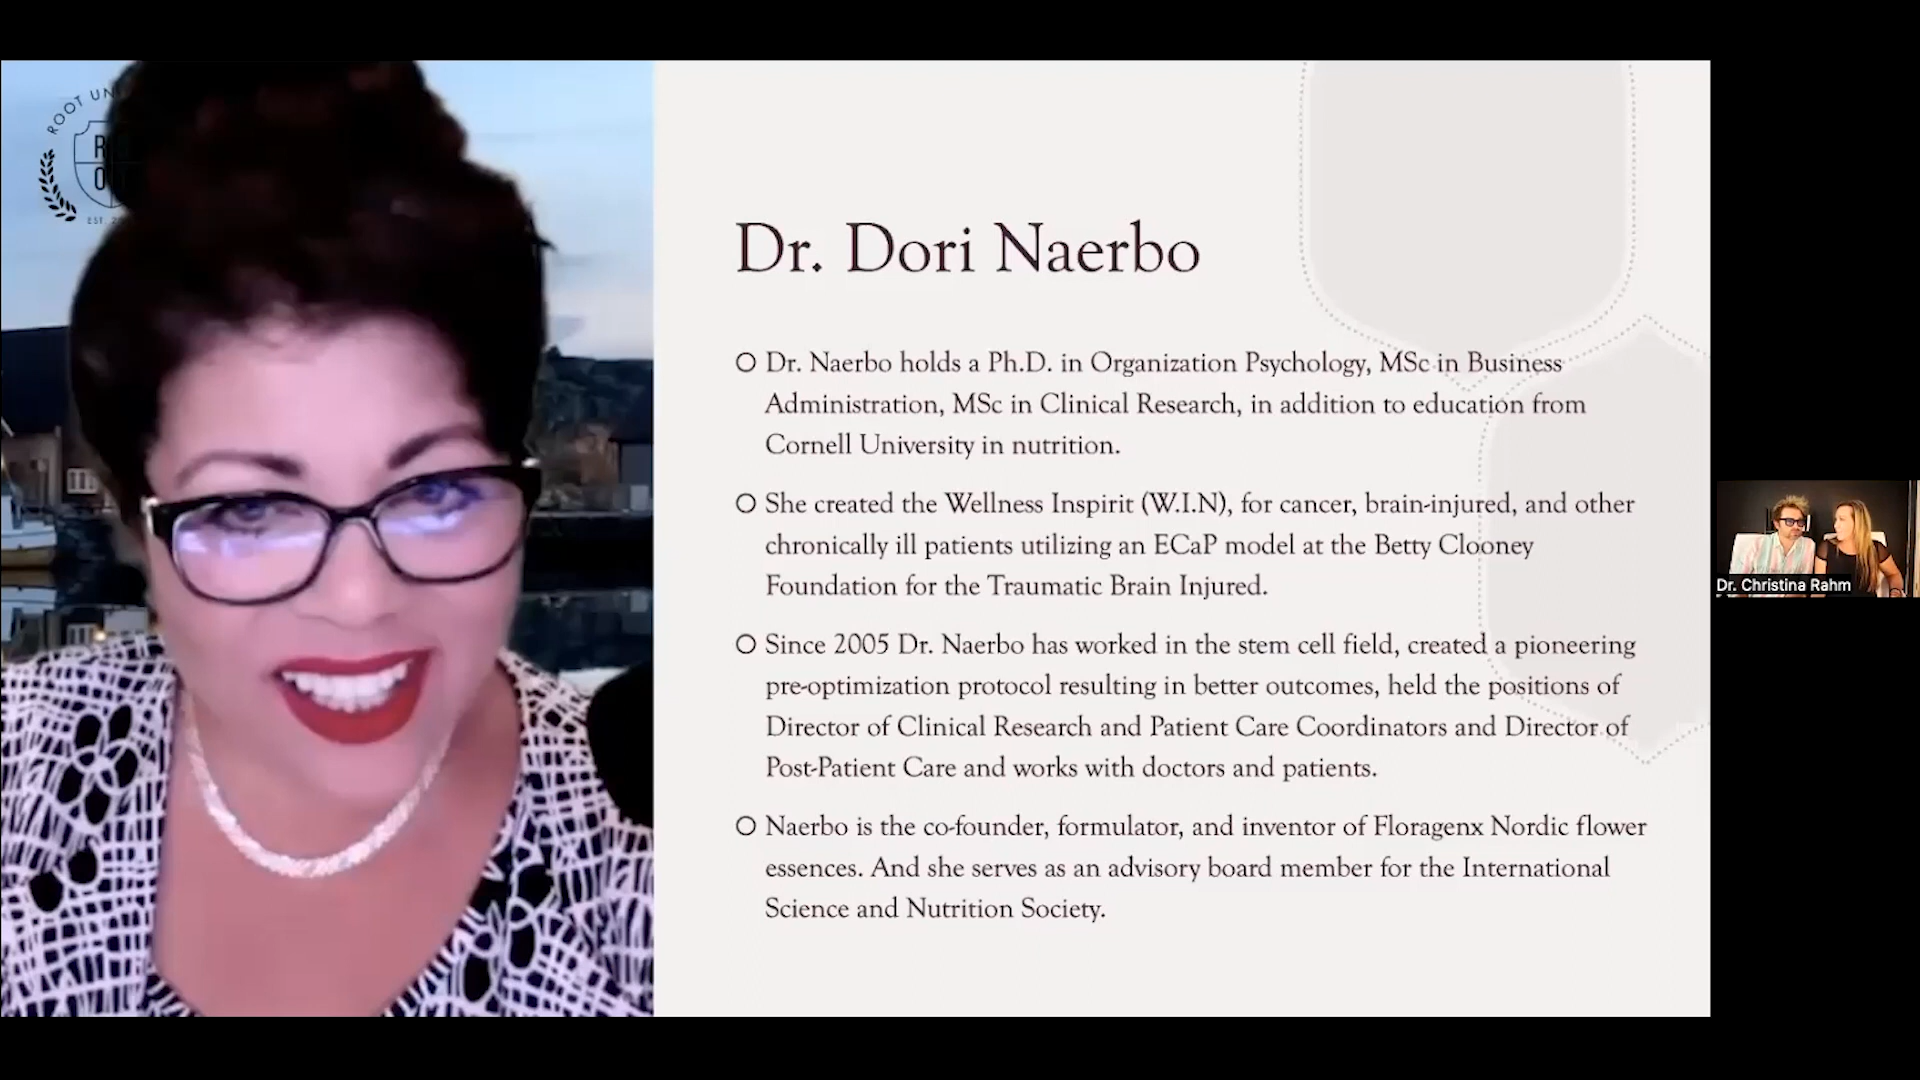 ROOT UN
R
O
EST. 2
Dr. Dori Naerbo
Dr. Naerbo holds a Ph.D. in Organization Psychology, MSc in Business
Administration, MSc in Clinical Research, in addition to education from
Cornell University in nutrition.
She created the Wellness Inspirit (W.I.N), for cancer, brain-injured, and other
chronically ill patients utilizing an ECaP model at the Betty Clooney
Foundation for the Traumatic Brain Injured.
Since 2005 Dr. Naerbo has worked in the stem cell field, created a pioneering
pre-optimization protocol resulting in better outcomes, held the positions of
Director of Clinical Research and Patient Care Coordinators and Director of
Post-Patient Care and works with doctors and patients.
Naerbo is the co-founder, formulator, and inventor of Floragenx Nordic flower
essences. And she serves as an advisory board member for the International
Science and Nutrition Society.
Dr. Christina Rahm